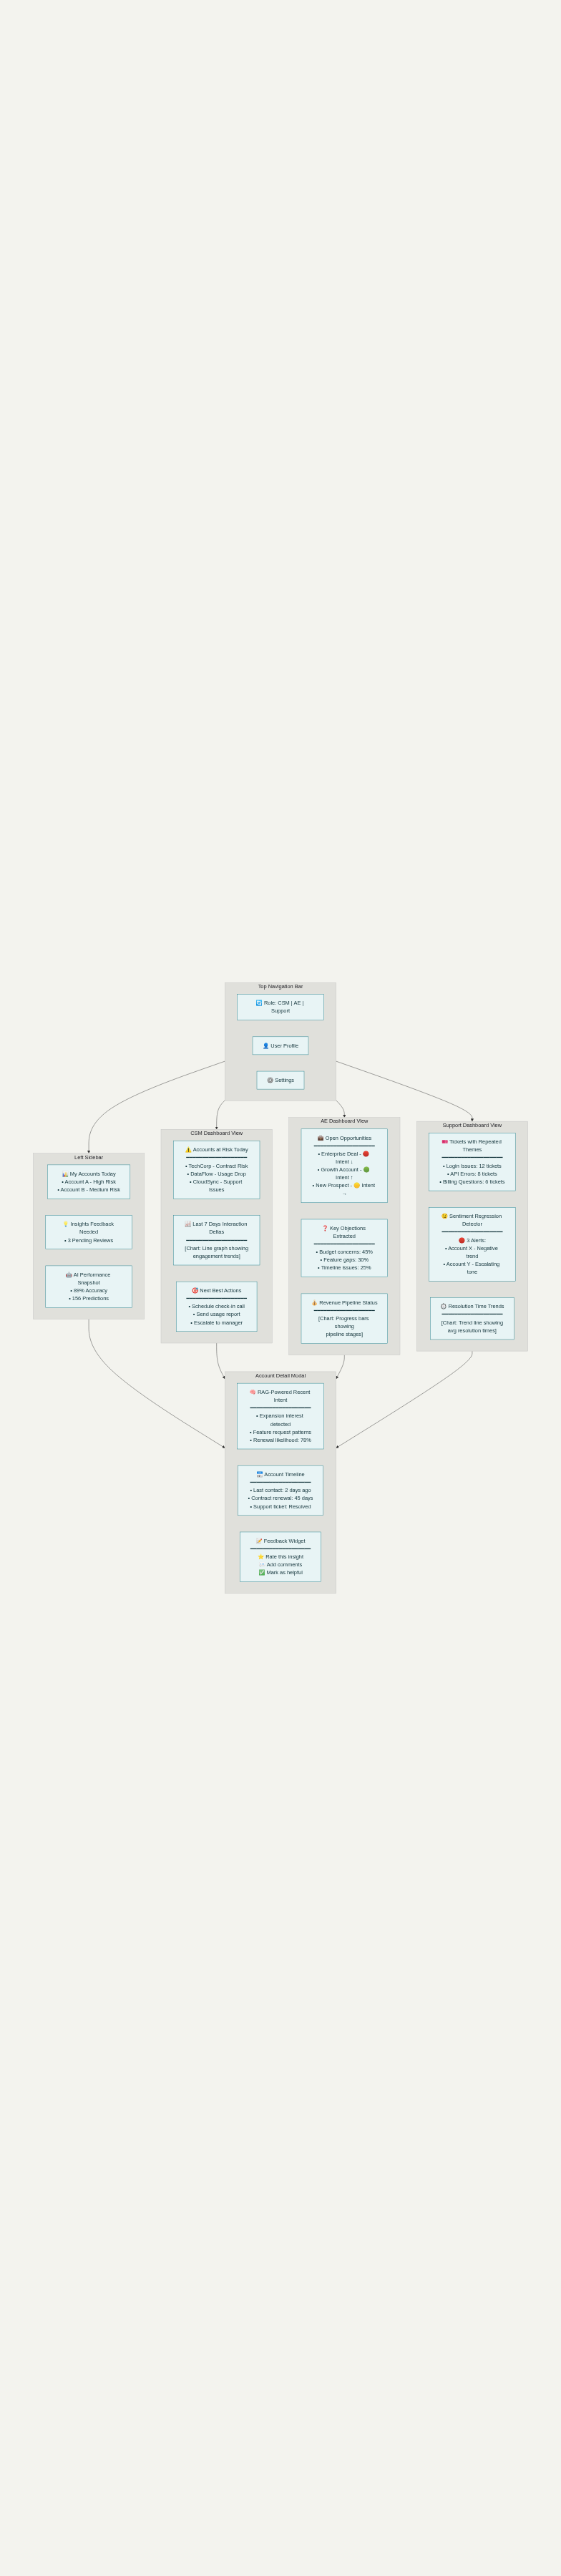 Top Navigation Bar
🔄 Role: CSM | AE |
Support
👤 User Profile
⚙️ Settings
Left Sidebar
My Accounts Today
• Account A - High Risk
• Account B - Medium Risk
💡 Insights Feedback
Needed
• 3 Pending Reviews
🤖 AI Performance
Snapshot
• 89% Accuracy
• 156 Predictions
CSM Dashboard View
⚠️ Accounts at Risk Today
• TechCorp - Contract Risk
• DataFlow - Usage Drop
• CloudSync - Support
Issues
📈 Last 7 Days Interaction
Deltas
[Chart: Line graph showing
engagement trends]
🎯 Next Best Actions
• Schedule check-in call
• Send usage report
• Escalate to manager
AE Dashboard View
💼 Open Opportunities
• Enterprise Deal - 🔴
Intent ↓
• Growth Account - 🟢
Intent ↑
• New Prospect - 🟡 Intent
→
❓ Key Objections
Extracted
• Budget concerns: 45%
• Feature gaps: 30%
• Timeline issues: 25%
💰 Revenue Pipeline Status
[Chart: Progress bars
showing
pipeline stages]
Support Dashboard View
🎫 Tickets with Repeated
Themes
• Login Issues: 12 tickets
• API Errors: 8 tickets
• Billing Questions: 6 tickets
Sentiment Regression
Detector
🔴 3 Alerts:
• Account X - Negative
trend
• Account Y - Escalating
tone
Resolution Time Trends
[Chart: Trend line showing
avg resolution times]
Account Detail Modal
🧠 RAG-Powered Recent
Intent
• Expansion interest
detected
• Feature request patterns
• Renewal likelihood: 78%
📅 Account Timeline
• Last contact: 2 days ago
• Contract renewal: 45 days
• Support ticket: Resolved
📝 Feedback Widget
⭐ Rate this insight
Add comments
✅ Mark as helpful